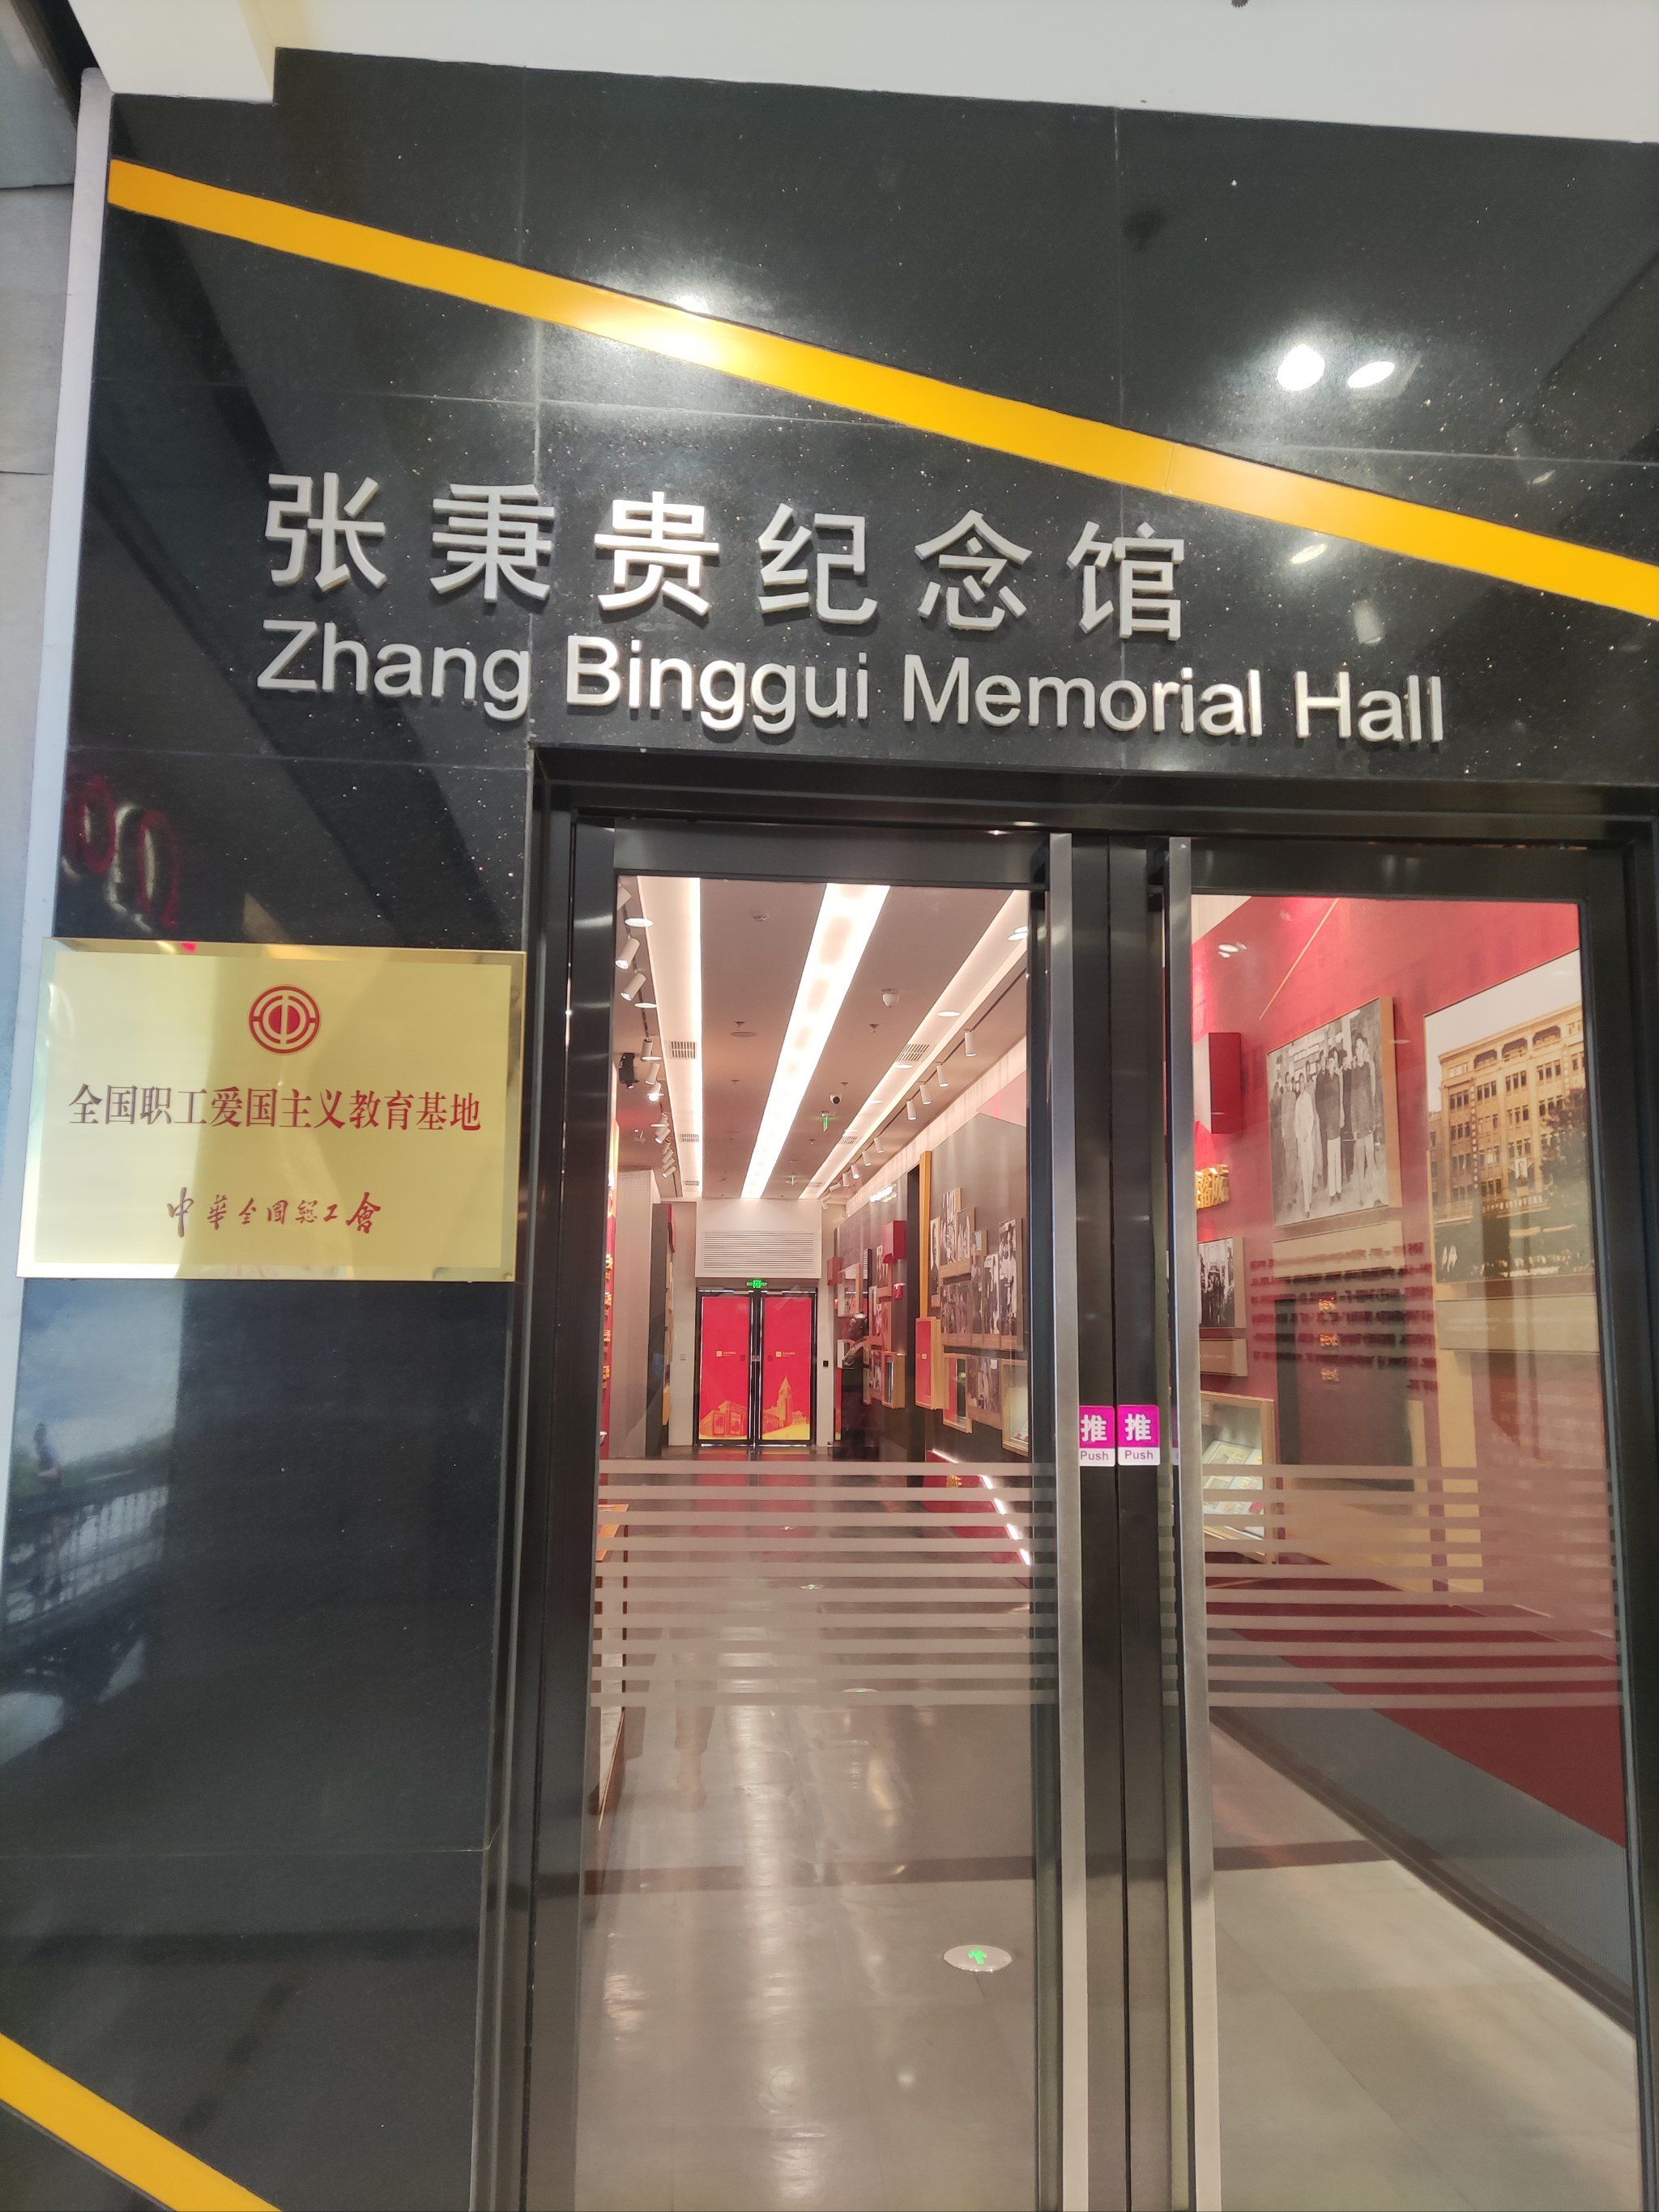 张秉贵纪念馆
Zhang Binggui Memorial Hall
全国职工爱国主义教育基地
中華全國總工會
推 推
Push Push